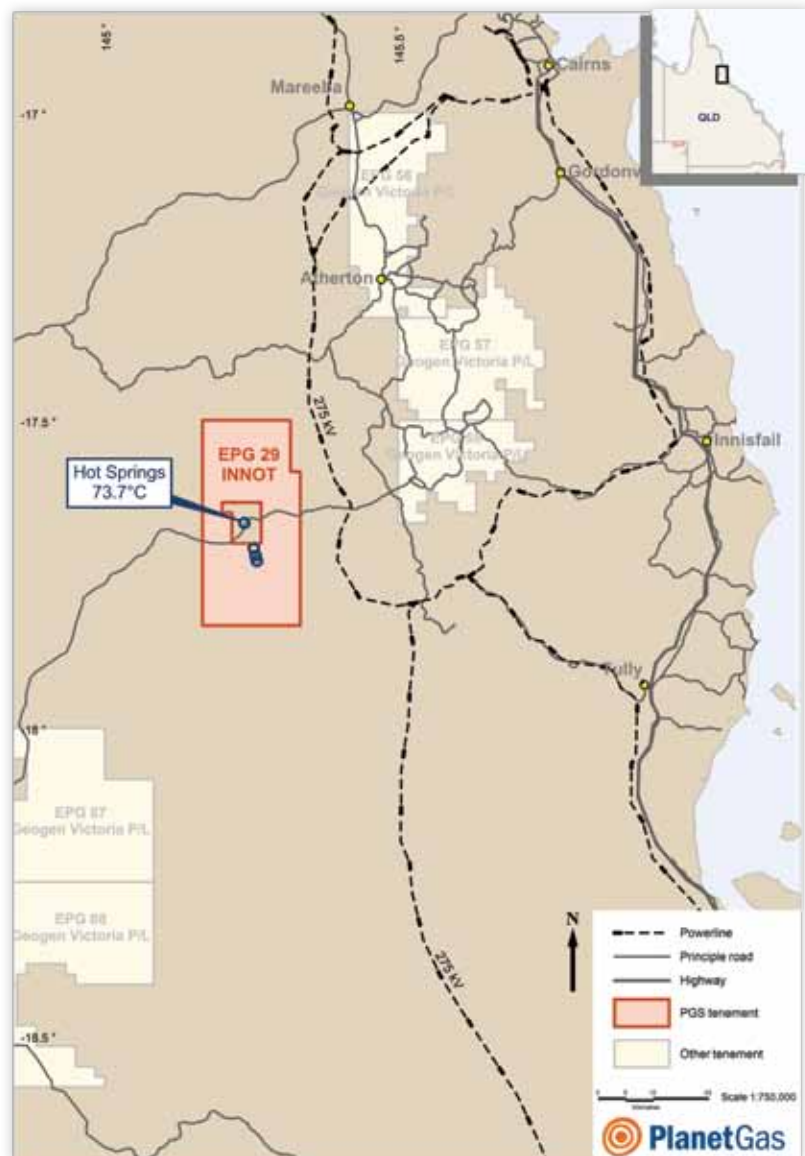 145 °
145.5 °
Cairns
Mareeba
QLD
-17 °
EPG 56
Geogen Victoria P/L
Gordonv
Atherton
EPG 57
Geogen Victoria P/L
275 kV
-17.5 °
EPG 29
INNOT
Geogen Victoria P/L
Innisfail
Hot Springs
73.7°C
Tully
-18 °
EPG 87
Geogen Victoria P/L
EPG 88
Geogen Victoria P/L
275 kV
-18.5 °
N
Powerline
Principle road
Highway
PGS tenement
Other tenement
Scale 1:750,000
PlanetGas